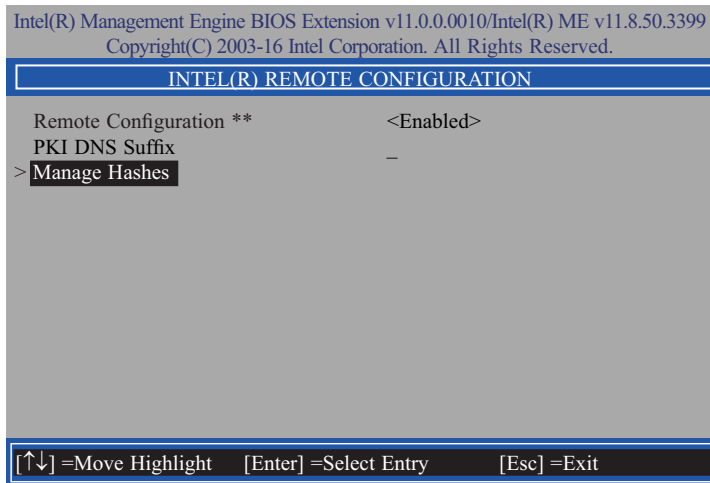 Intel(R) Management Engine BIOS Extension v11.0.0.0010/Intel(R) ME v11.8.50.3399
Copyright(C) 2003-16 Intel Corporation. All Rights Reserved.
INTEL(R) REMOTE CONFIGURATION
Remote Configuration ** <Enabled>
PKI DNS Suffix _
> Manage Hashes
[↑↓] =Move Highlight [Enter] =Select Entry [Esc] =Exit